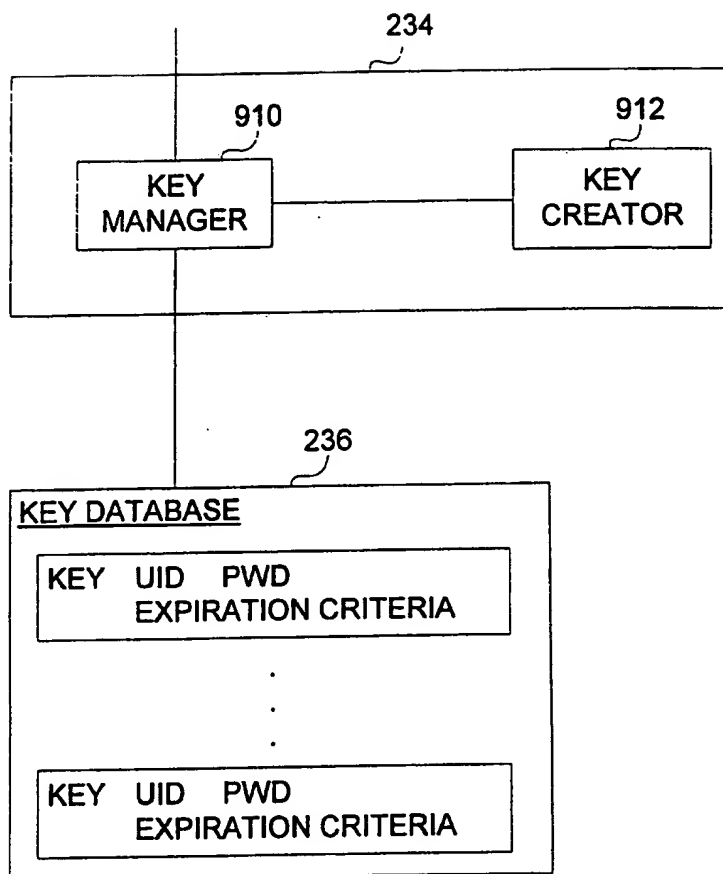 234
910
912
KEY
MANAGER
KEY
CREATOR
236
KEY DATABASE
KEY UID PWD
EXPIRATION CRITERIA
KEY UID PWD
EXPIRATION CRITERIA